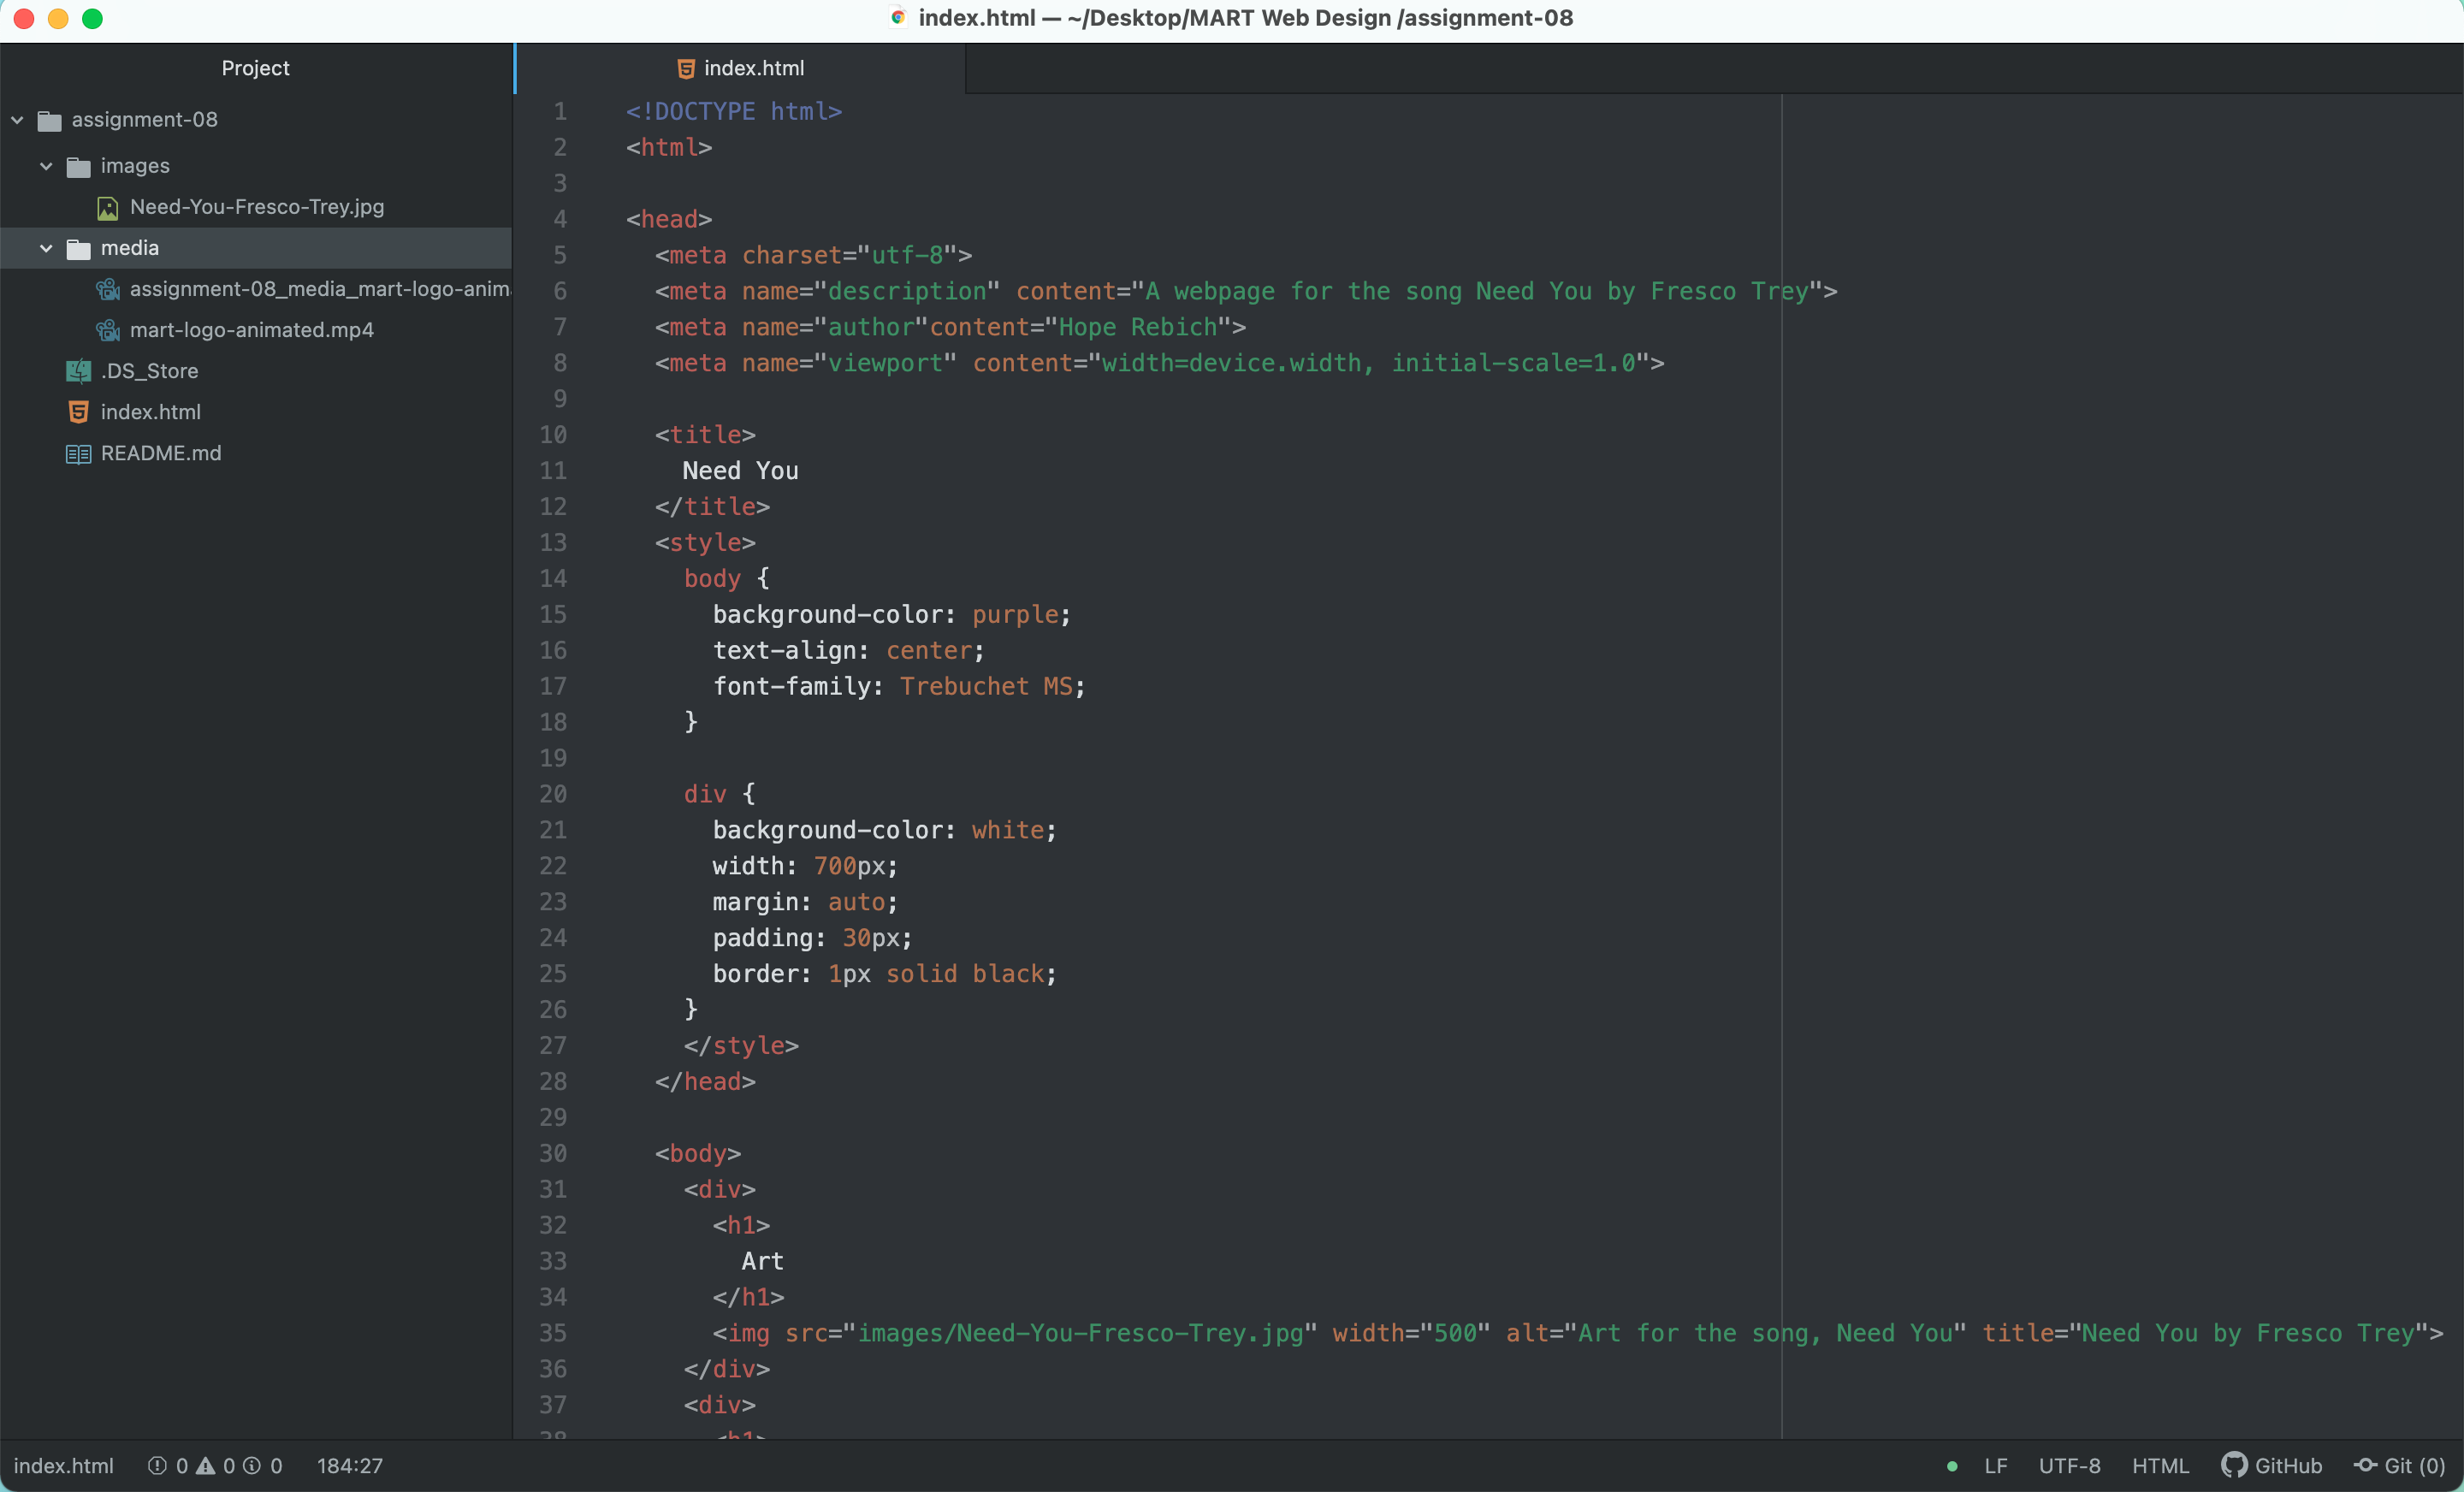 index.html — ~/Desktop/MART Web Design /assignment-08
Project
assignment-08
images
Need-You-Fresco-Trey.jpg
media
assignment-08_media_mart-logo-anim
mart-logo-animated.mp4
.DS_Store
index.html
README.md
index.html
1 <!DOCTYPE html>
2 <html>
3
4 <head>
5 <meta charset="utf-8">
6 <meta name="description" content="A webpage for the song Need You by Fresco Trey">
7 <meta name="author"content="Hope Rebich">
8 <meta name="viewport" content="width=device.width, initial-scale=1.0">
9
10 <title>
11 Need You
12 </title>
13 <style>
14 body {
15 background-color: purple;
16 text-align: center;
17 font-family: Trebuchet MS;
18 }
19
20 div {
21 background-color: white;
22 width: 700px;
23 margin: auto;
24 padding: 30px;
25 border: 1px solid black;
26 }
27 </style>
28 </head>
29
30 <body>
31 <div>
32 <h1>
33 Art
34 </h1>
35 <img src="images/Need-You-Fresco-Trey.jpg" width="500" alt="Art for the song, Need You" title="Need You by Fresco Trey">
36 </div>
37 <div>
38 <h1>
index.html 0 0 0 184:27 LF UTF-8 HTML GitHub Git (0)